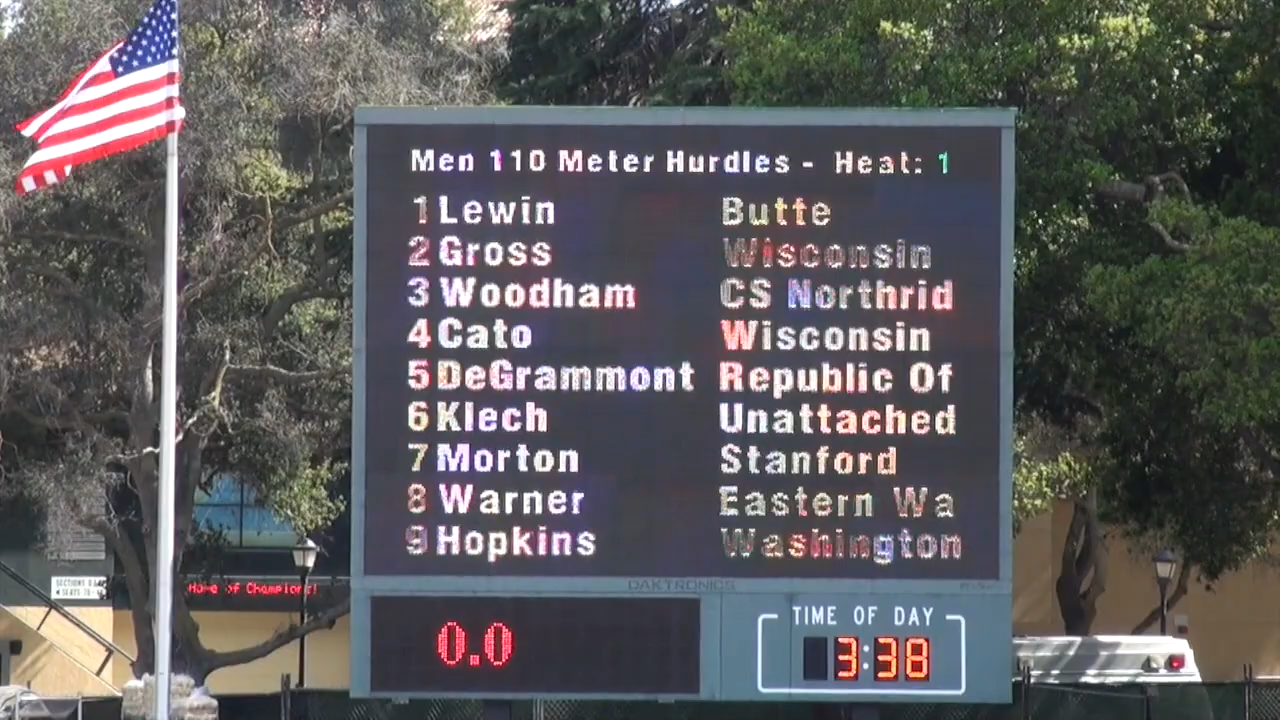 Men 110 Meter Hurdles - Heat: 1
1 Lewin Butte
2 Gross Wisconsin
3 Woodham CS Northrid
4 Cato Wisconsin
5 DeGrammont Republic Of
6 Klech Unattached
7 Morton Stanford
8 Warner Eastern Wa
9 Hopkins Washington
DAKTRONICS
Home of Champions!
0.0
TIME OF DAY
3:38